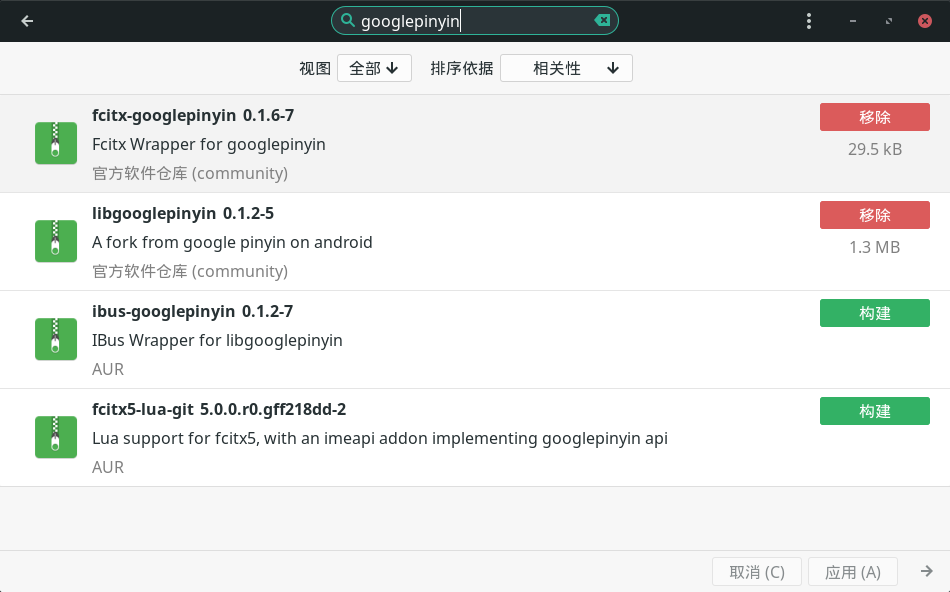 googlepinyin
视图 全部 排序依据 相关性
fcitx-googlepinyin 0.1.6-7
移除
Fcitx Wrapper for googlepinyin
29.5 kB
官方软件仓库 (community)
libgooglepinyin 0.1.2-5
移除
A fork from google pinyin on android
1.3 MB
官方软件仓库 (community)
ibus-googlepinyin 0.1.2-7
构建
IBus Wrapper for libgooglepinyin
AUR
fcitx5-lua-git 5.0.0.r0.gff218dd-2
构建
Lua support for fcitx5, with an imeapi addon implementing googlepinyin api
AUR
取消 (C) 应用 (A)